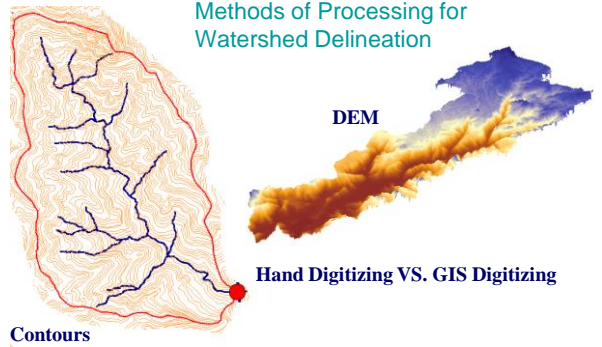 Methods of Processing for
Watershed Delineation
DEM
Hand Digitizing VS. GIS Digitizing
Contours